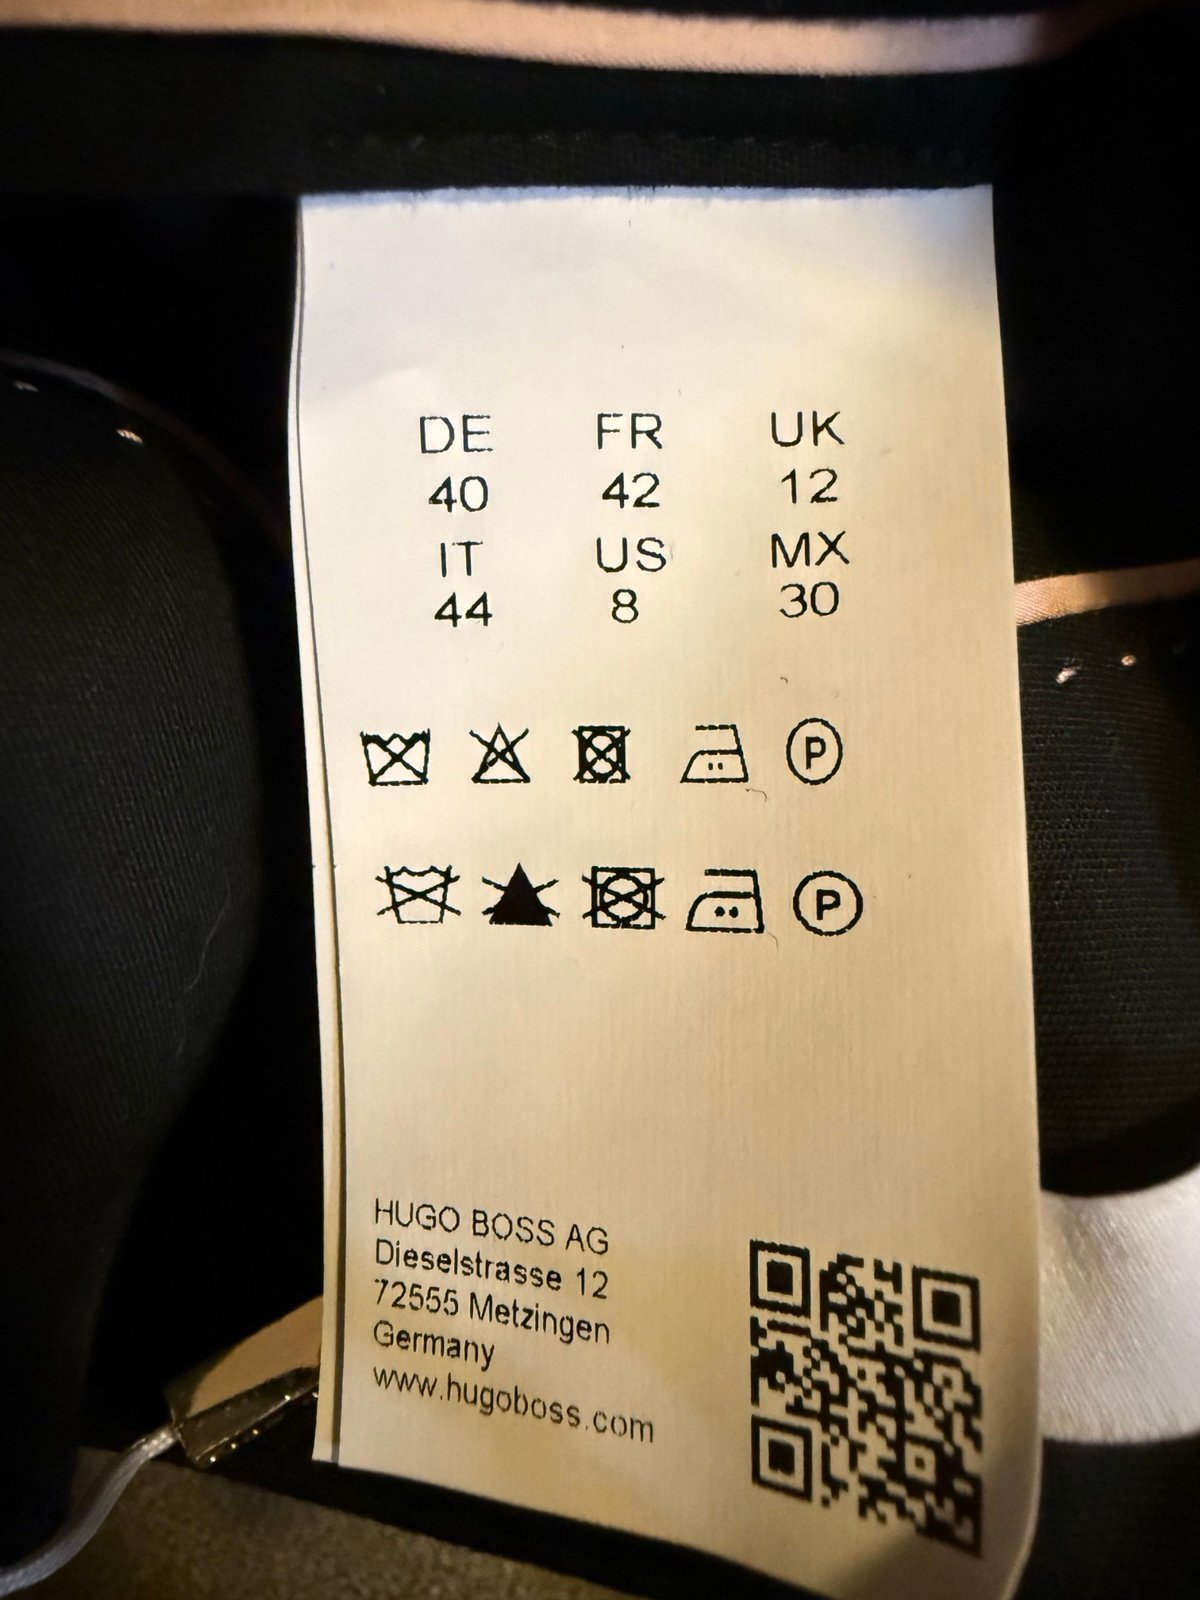 DE FR UK
40 42 12
IT US MX
44 8 30
P
P
HUGO BOSS AG
Dieselstrasse 12
72555 Metzingen
Germany
www.hugoboss.com